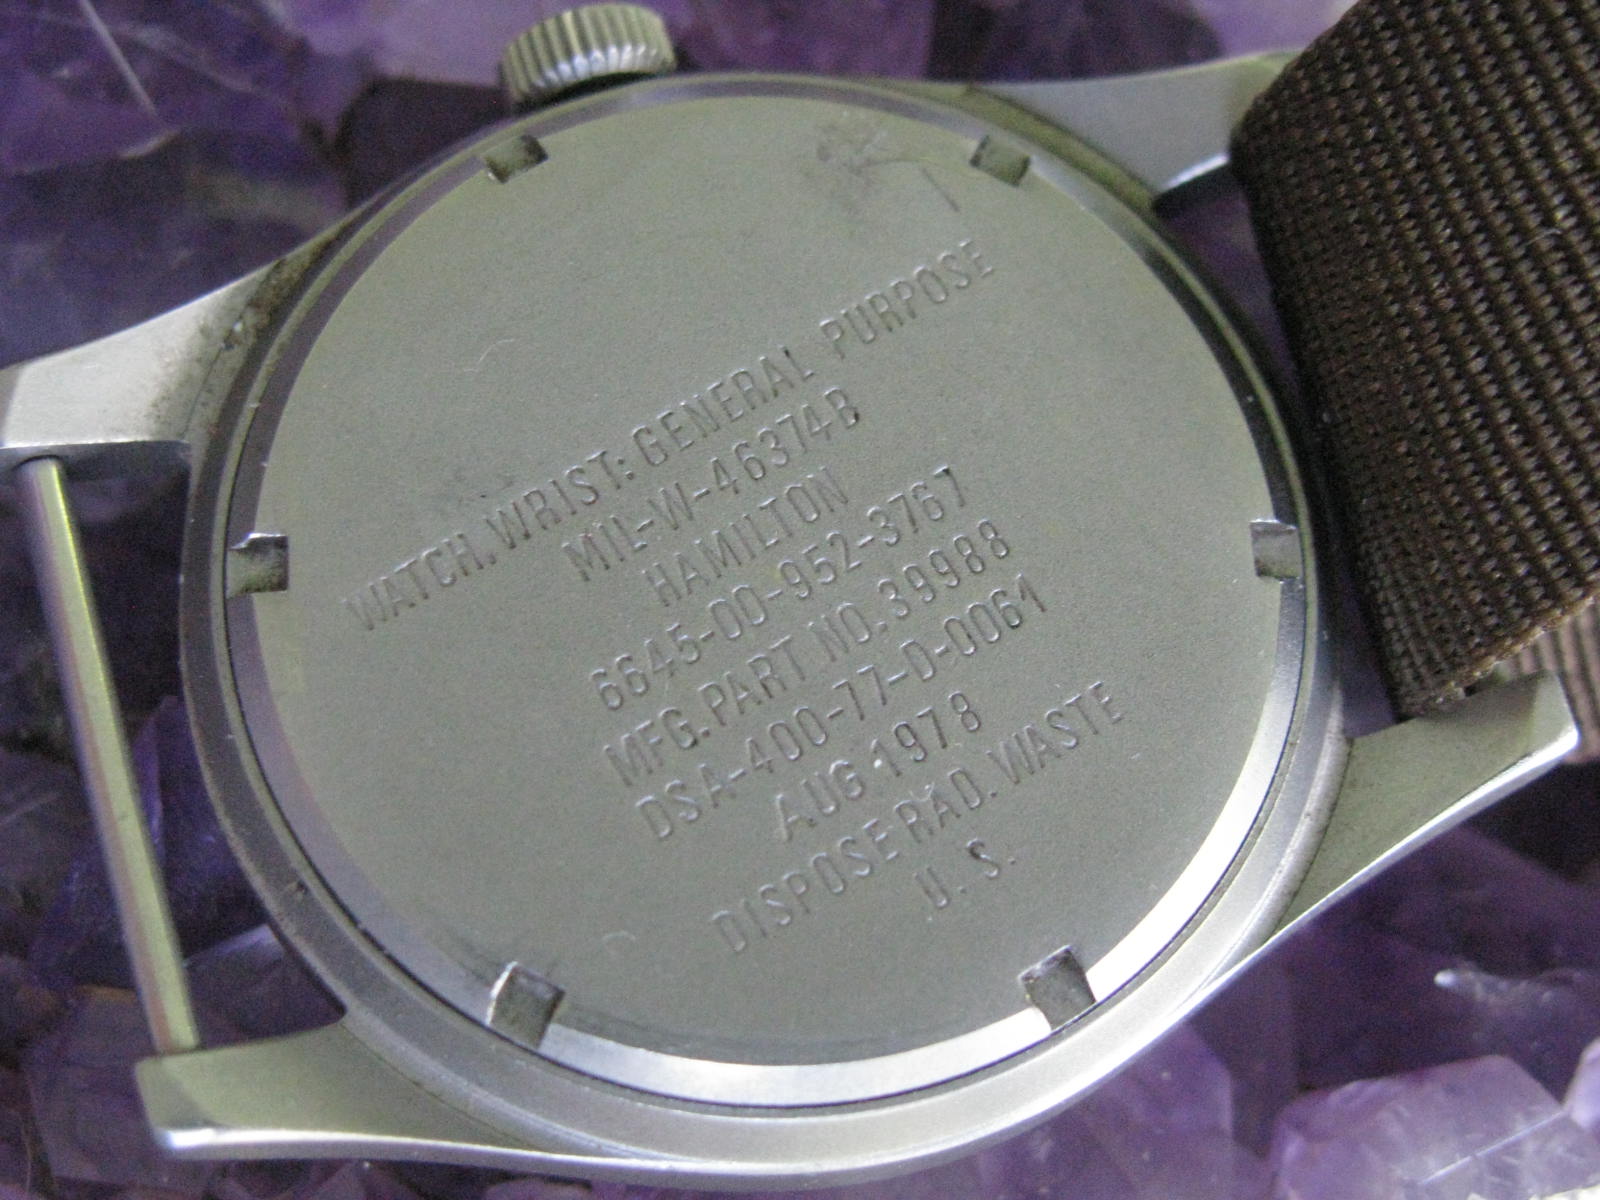 WATCH, WRIST: GENERAL PURPOSE
MIL-W-46374B
HAMILTON
6645-00-952-3767
MFG. PART NO. 39988
DSA-400-77-D-0061
AUG 1978
DISPOSE RAD. WASTE
U. S.